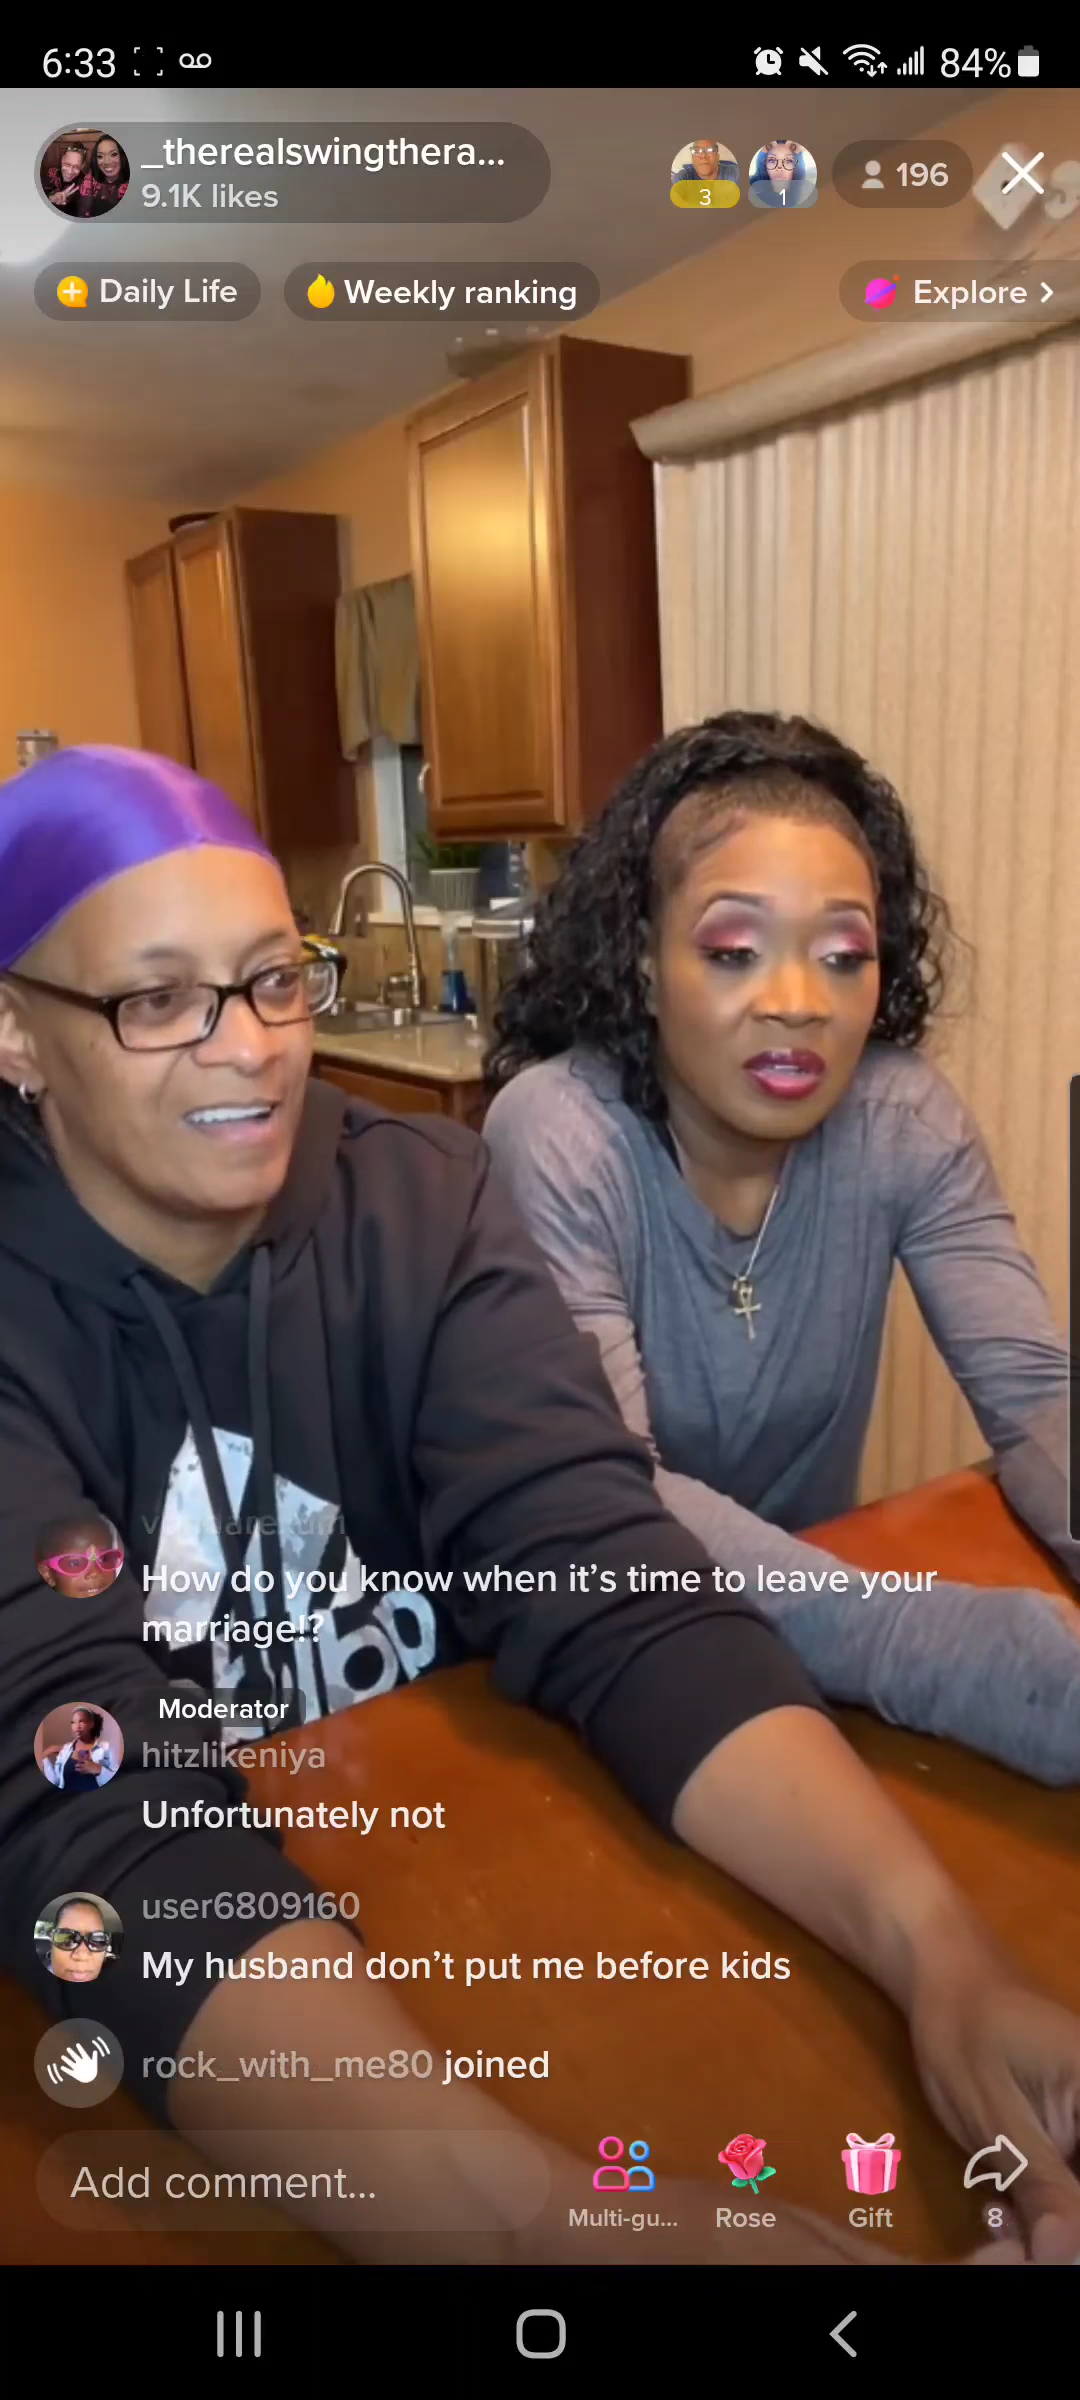 6:33
84%
_therealswingthera...
9.1K likes
3
1
196
Daily Life
Weekly ranking
Explore
How do you know when it's time to leave your
marriage!?
Moderator
hitzlikeniya
Unfortunately not
user6809160
My husband don't put me before kids
rock_with_me80 joined
Add comment...
Multi-gu...
Rose
Gift
8